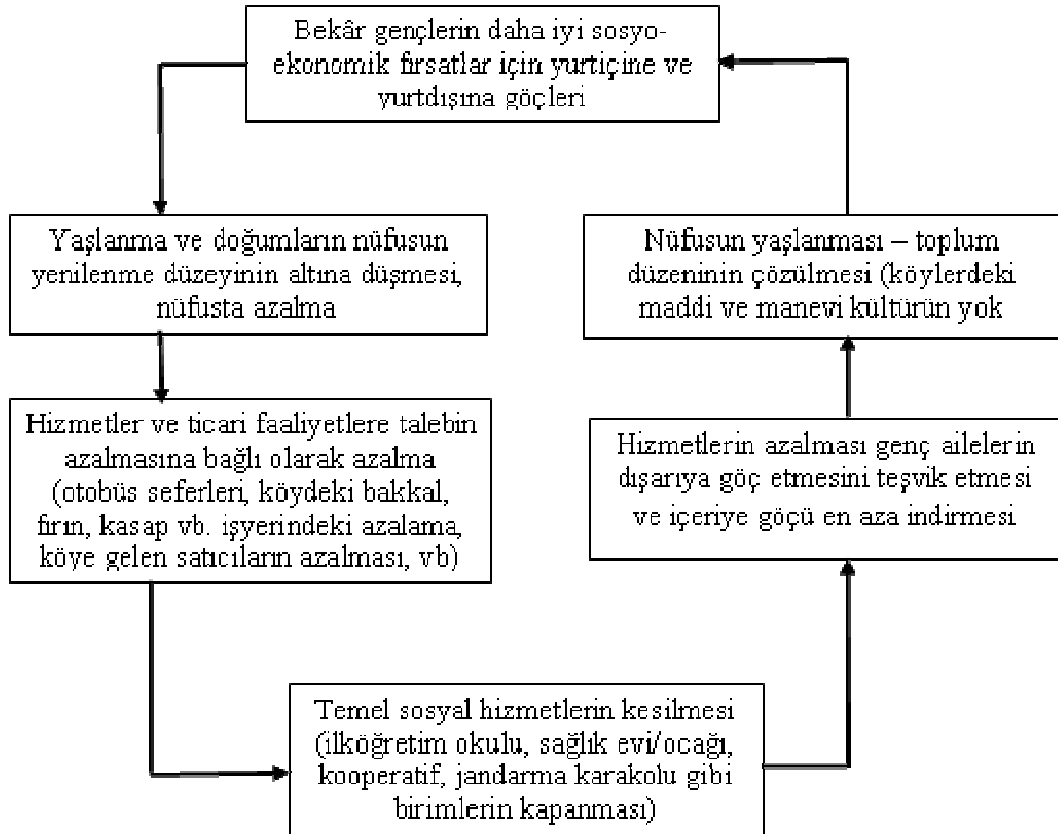 Bekâr gençlerin daha iyi sosyo-
ekonomik fırsatlar için yurtiçine ve
yurtdışına göçleri
Yaşlanma ve doğumların nüfusun
yenilenme düzeyinin altına düşmesi,
nüfusta azalma
Hizmetler ve ticari faaliyetlere talebin
azalmasına bağlı olarak azalma
(otobüs seferleri, köydeki bakkal,
fırın, kasap vb. işyerindeki azalama,
köye gelen satıcıların azalması, vb)
Temel sosyal hizmetlerin kesilmesi
(ilköğretim okulu, sağlık evi/ocağı,
kooperatif, jandarma karakolu gibi
birimlerin kapanması)
Hizmetlerin azalması genç ailelerin
dışarıya göç etmesini teşvik etmesi
ve içeriye göçü en aza indirmesi
Nüfusun yaşlanması – toplum
düzeninin çözülmesi (köylerdeki
maddi ve manevi kültürün yok